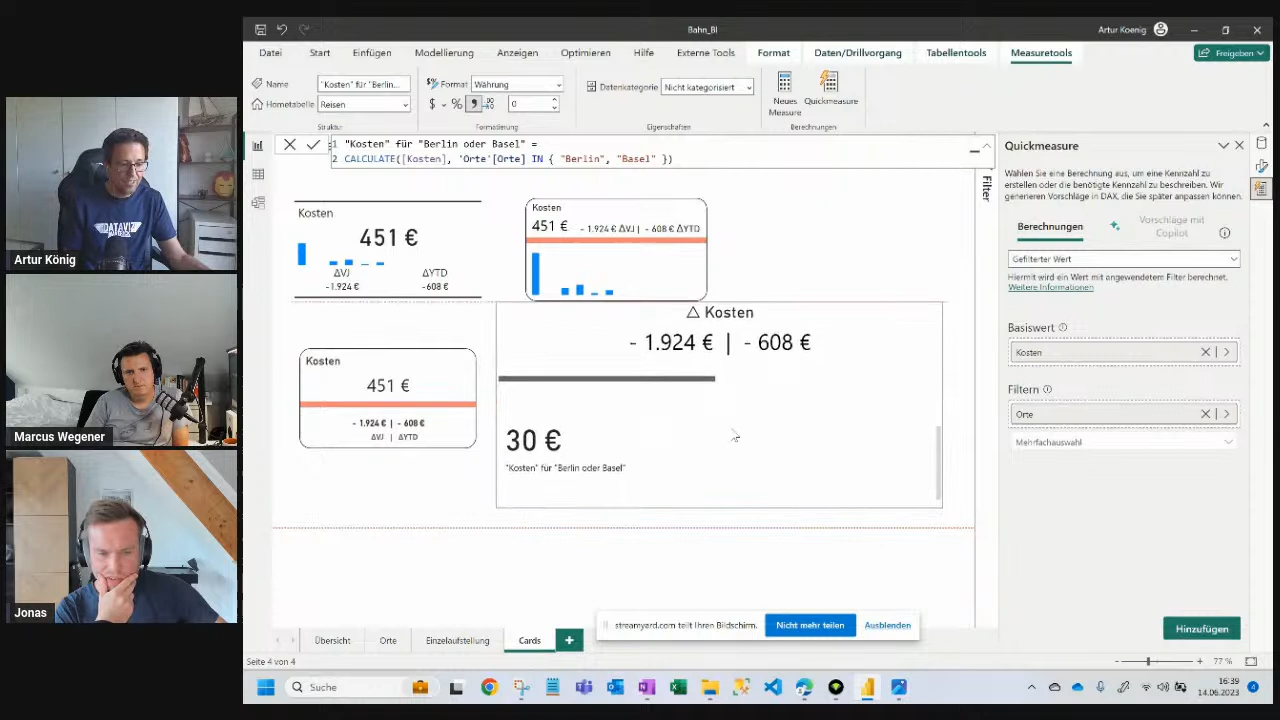 Bahn_BI
Artur Koenig
Datei
Start
Einfügen
Modellierung
Anzeigen
Optimieren
Hilfe
Externe Tools
Format
Daten/Drillvorgang
Tabellentools
Measuretools
Freigeben
Name
"Kosten" für "Berlin...
Format
Währung
Datenkategorie
Nicht kategorisiert
Hometabelle
Reisen
$
%
0
Neues
Measure
Quickmeasure
Struktur
Formatierung
Eigenschaften
Berechnungen
1 "Kosten" für "Berlin oder Basel" =
2 CALCULATE([Kosten], 'Orte'[Orte] IN { "Berlin", "Basel" })
Filter
Kosten
451 €
ΔVJ
ΔYTD
-1.924 €
-608 €
Kosten
451 €
- 1.924 € ΔVJ | - 608 € ΔYTD
Kosten
451 €
- 1.924 € | - 608 €
ΔVJ | ΔYTD
△ Kosten
- 1.924 € | - 608 €
30 €
"Kosten" für "Berlin oder Basel"
Quickmeasure
Wählen Sie eine Berechnung aus, um eine Kennzahl zu
erstellen oder die benötigte Kennzahl zu beschreiben. Wir
generieren Vorschläge in DAX, die Sie später anpassen können.
Berechnungen
Vorschläge mit
Copilot
Gefilterter Wert
Hiermit wird ein Wert mit angewendetem Filter berechnet.
Weitere Informationen
Basiswert
Kosten
Filtern
Orte
Mehrfachauswahl
Hinzufügen
streamyard.com teilt Ihren Bildschirm.
Nicht mehr teilen
Ausblenden
Übersicht
Orte
Einzelaufstellung
Cards
Seite 4 von 4
77 %
Suche
16:39
14.06.2023
4
Artur König
DATAVIZ
Marcus Wegener
Jonas